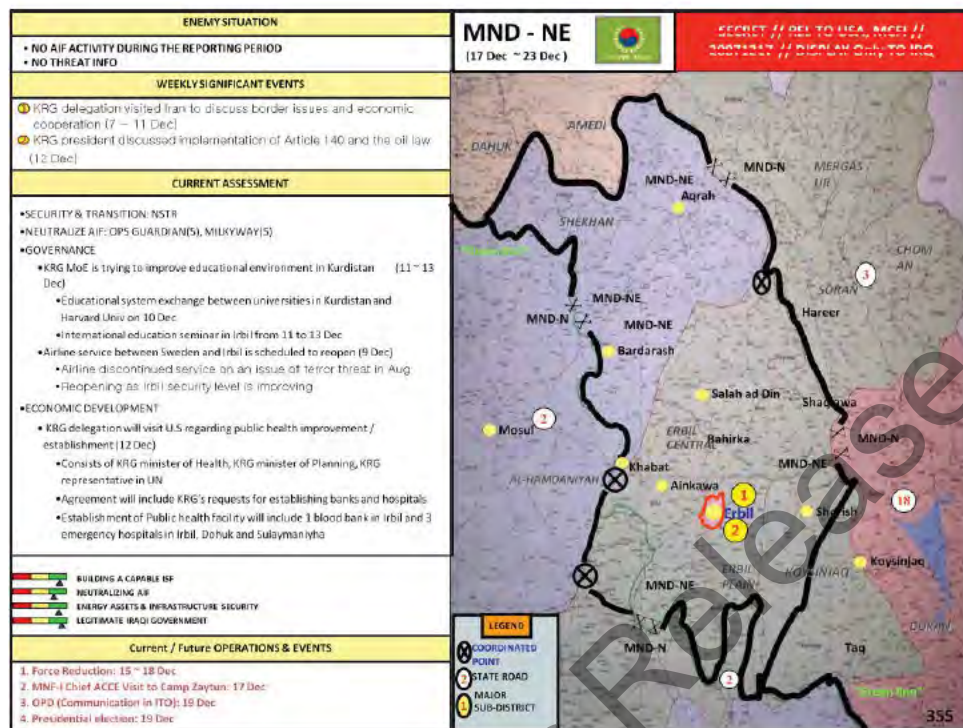 ENEMY SITUATION
• NO AIF ACTIVITY DURING THE REPORTING PERIOD
• NO THREAT INFO
WEEKLY SIGNIFICANT EVENTS
1 KRG delegation visited Iran to discuss border issues and economic
cooperation (7 ~ 11 Dec)
2 KRG president discussed implementation of Article 140 and the oil law
(12 Dec)
CURRENT ASSESSMENT
•SECURITY & TRANSITION: NSTR
•NEUTRALIZE AIF: OPS GUARDIAN(5), MILKYWAY(5)
•GOVERNANCE
•KRG MoE is trying to improve educational environment in Kurdistan (11 ~ 13
Dec)
•Educational system exchange between universities in Kurdistan and
Harvard Univ on 10 Dec
•International education seminar in Irbil from 11 to 13 Dec
•Airline service between Sweden and Irbil is scheduled to reopen (9 Dec)
•Airline discontinued service on an issue of terror threat in Aug
•Reopening as Irbil security level is improving
•ECONOMIC DEVELOPMENT
• KRG delegation will visit U.S regarding public health improvement /
establishment (12 Dec)
•Consists of KRG minister of Health, KRG minister of Planning, KRG
representative in UN
•Agreement will include KRG's requests for establishing banks and hospitals
•Establishment of Public health facility will include 1 blood bank in Irbil and 3
emergency hospitals in Irbil, Dohuk and Sulaymaniyha
BUILDING A CAPABLE ISF
NEUTRALIZING AIF
ENERGY ASSETS & INFRASTRUCTURE SECURITY
LEGITIMATE IRAQI GOVERNMENT
Current / Future OPERATIONS & EVENTS
1. Force Reduction: 15 ~ 18 Dec
2. MNF-I Chief ACCE Visit to Camp Zaytun: 17 Dec
3. OPD (Communication in ITO): 19 Dec
4. Presidential election: 19 Dec
MND - NE
(17 Dec ~ 23 Dec )
SECRET // REL TO USA, MCFI //
20071217 // DISPLAY Only TO IRQ
AMEDI
DAHUK
MND-N
MERGAS
UR
MND-NE
Aqrah
SHEKHAN
"Green line"
CHOM
AN
3
SORAN
MND-NE
Hareer
MND-N
MND-NE
Bardarash
Salah ad Din
Shaqlawa
2
Mosul
ERBIL
CENTRAL
Bahirka
MND-N
Khabat
MND-NE
AL-HAMDANIYAH
Ainkawa
1
18
Erbil
Sherish
2
Koysinjaq
ERBIL
PLAIN
KOYSINJAQ
MND-NE
DUKAN
MND-N
Taq
2
"Green line"
LEGEND
COORDINATED
POINT
2 STATE ROAD
1 MAJOR
SUB-DISTRICT
355
Release